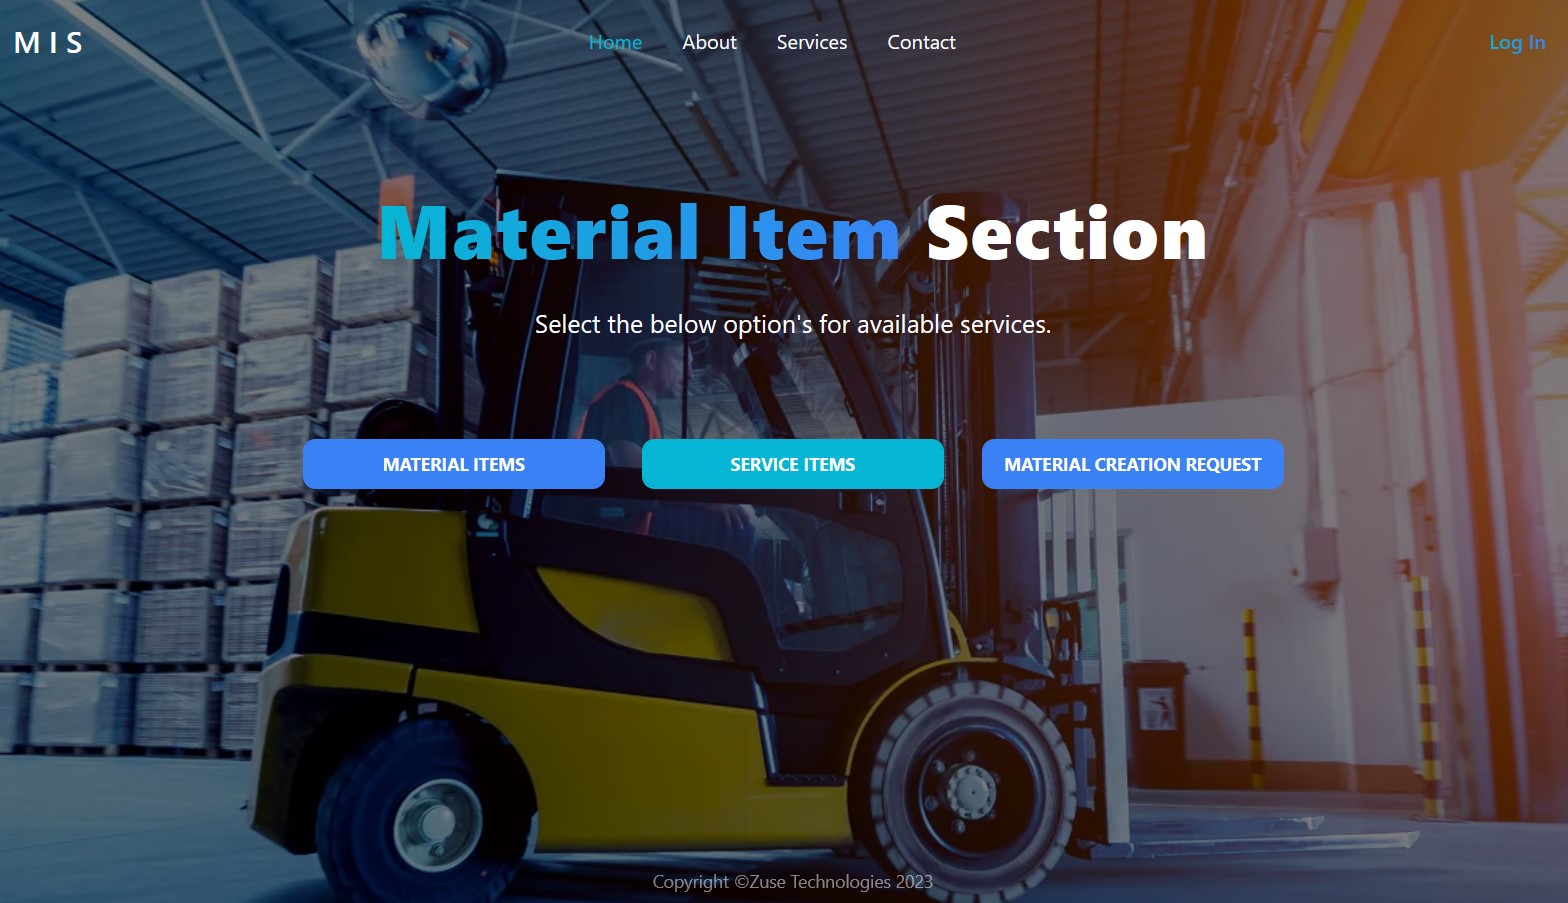 M I S
Home
About
Services
Contact
Log In
Material Item Section
Select the below option's for available services.
MATERIAL ITEMS
SERVICE ITEMS
MATERIAL CREATION REQUEST
Copyright ©Zuse Technologies 2023